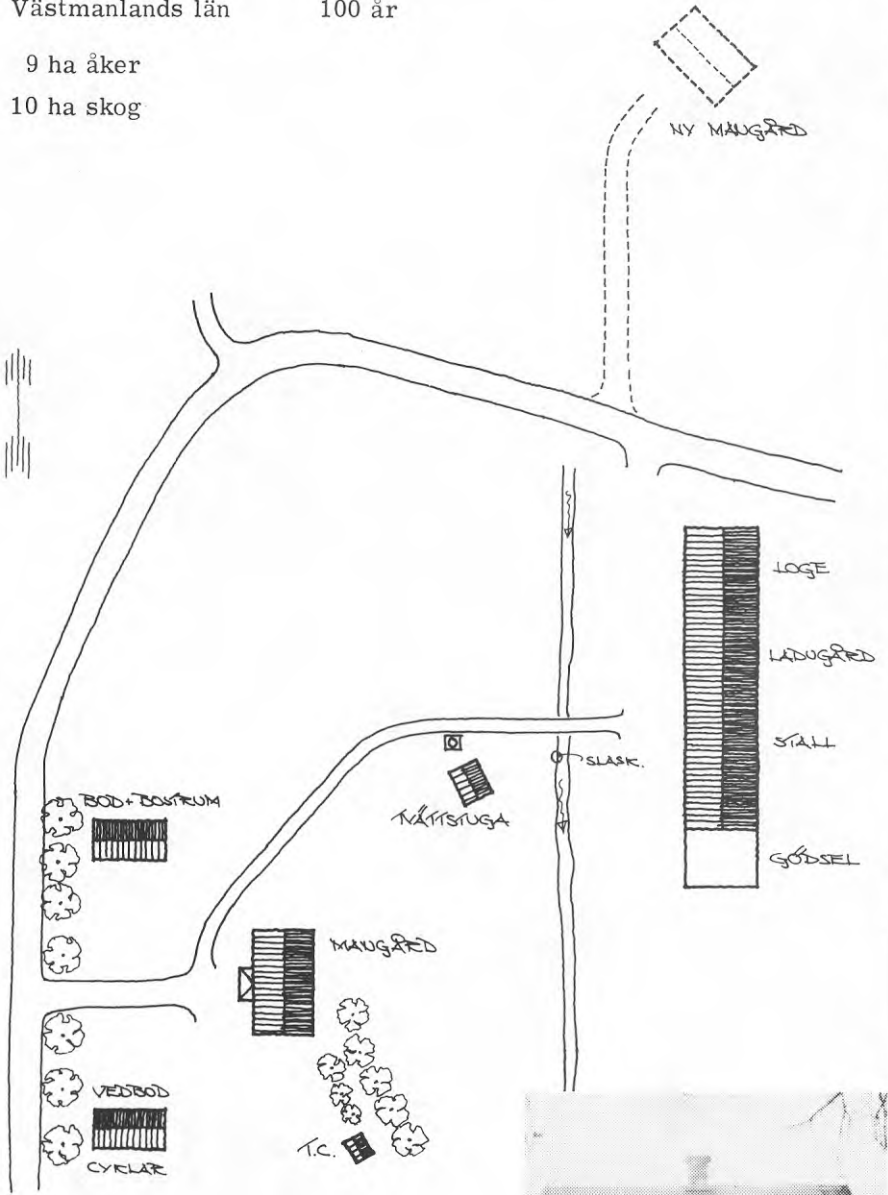 Västmanlands län 100 år
9 ha åker
10 ha skog
NY MANGÅRD
LOGE
LADUGÅRD
STALL
SLASK.
BOD+BOSTRUM
TVÄTTSTUGA
GÖDSEL
MANGÅRD
VEDBOD
T.C.
CYKLAR